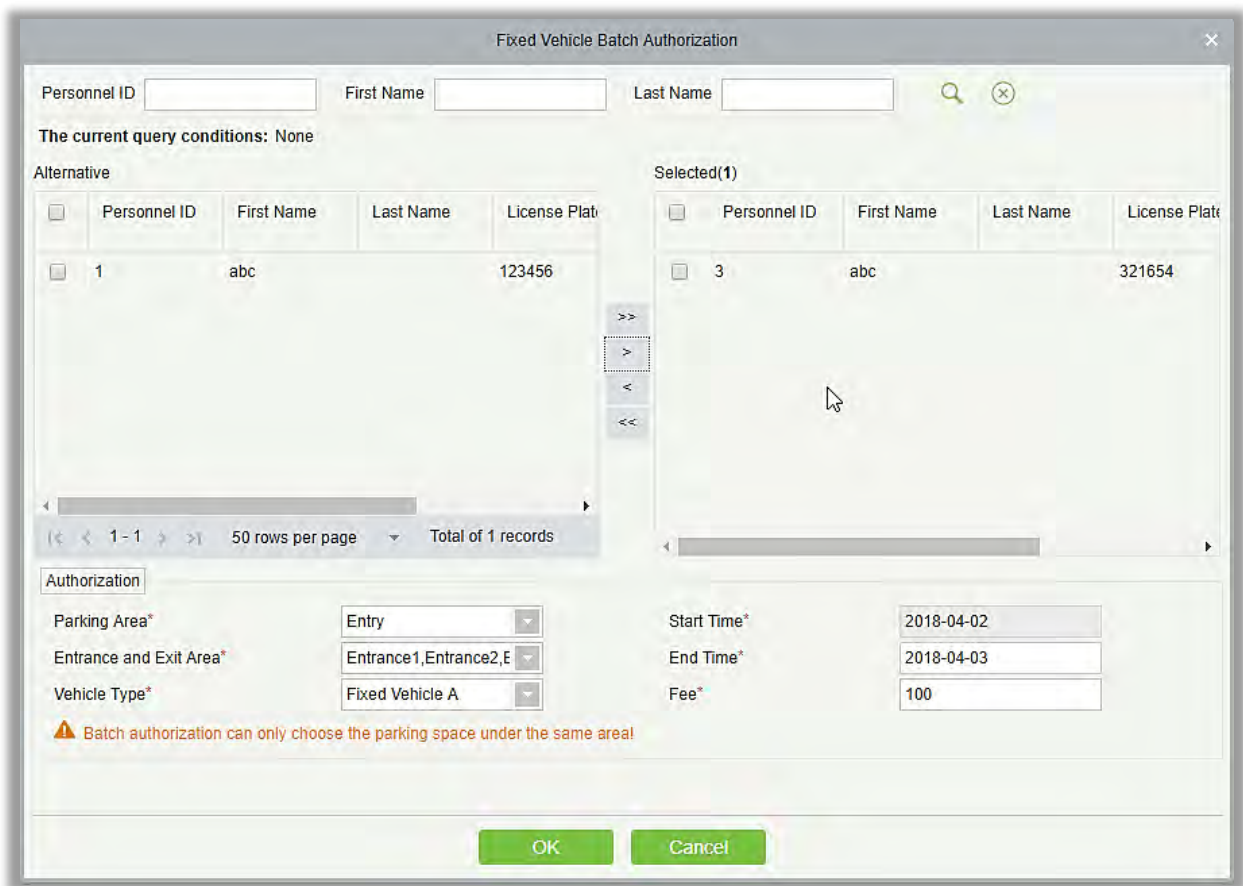 Fixed Vehicle Batch Authorization
Personnel ID First Name Last Name
The current query conditions: None
Alternative Selected(1)
Personnel ID First Name Last Name License Plate Personnel ID First Name Last Name License Plate
1 abc 123456 3 abc 321654
>>
>
<
<<
1 - 1 50 rows per page Total of 1 records
Authorization
Parking Area* Entry Start Time* 2018-04-02
Entrance and Exit Area* Entrance1,Entrance2,E End Time* 2018-04-03
Vehicle Type* Fixed Vehicle A Fee* 100
Batch authorization can only choose the parking space under the same area!
OK Cancel